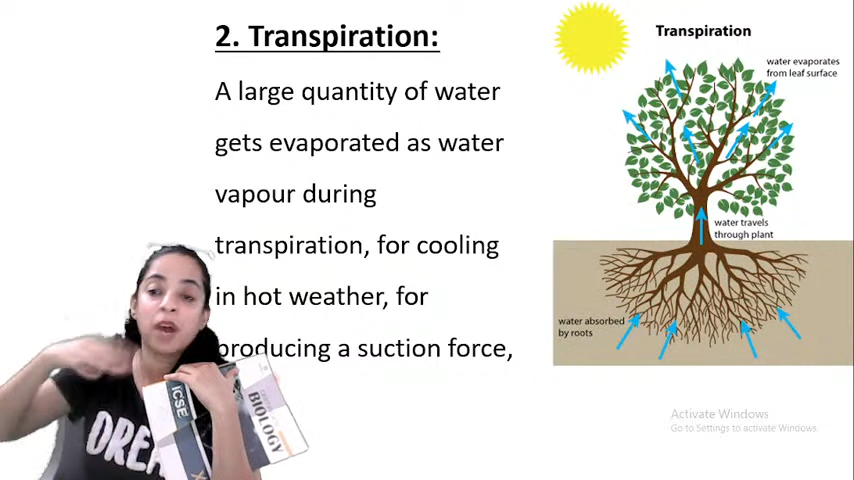 2. Transpiration:
A large quantity of water
gets evaporated as water
vapour during
transpiration, for cooling
in hot weather, for
producing a suction force,
Transpiration
water evaporates
from leaf surface
water travels
through plant
water absorbed
by roots
ICSE
BIOLOGY
DREA
Activate Windows
Go to Settings to activate Windows.